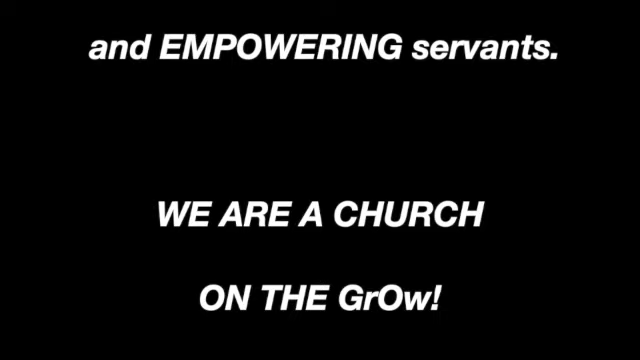 and EMPOWERING servants.
WE ARE A CHURCH
ON THE GrOw!